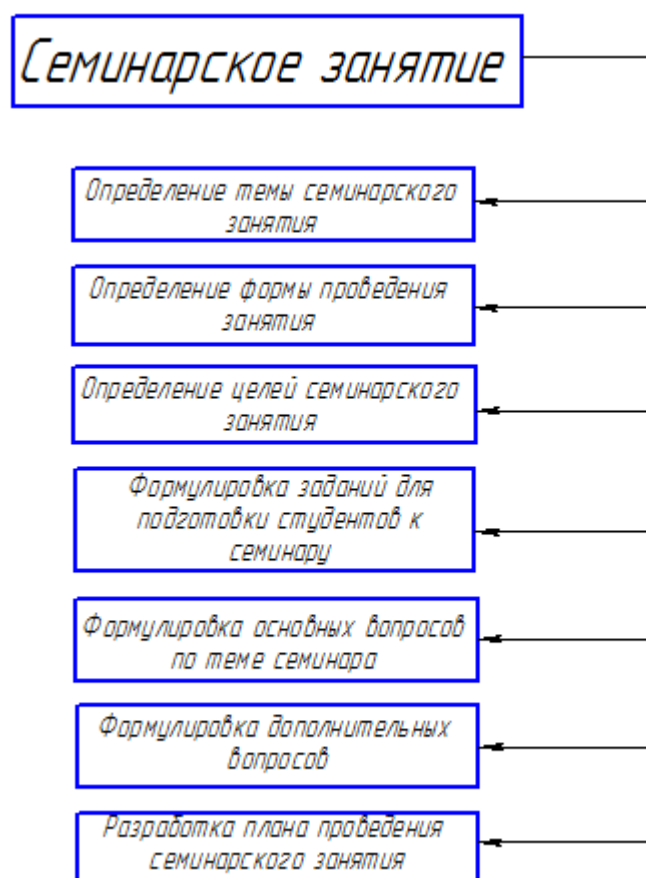 Семинарское занятие
Определение темы семинарского
занятия
Определение формы проведения
занятия
Определение целей семинарского
занятия
Формулировка заданий для
подготовки студентов к
семинару
Формулировка основных вопросов
по теме семинара
Формулировка дополнительных
вопросов
Разработка плана проведения
семинарского занятия